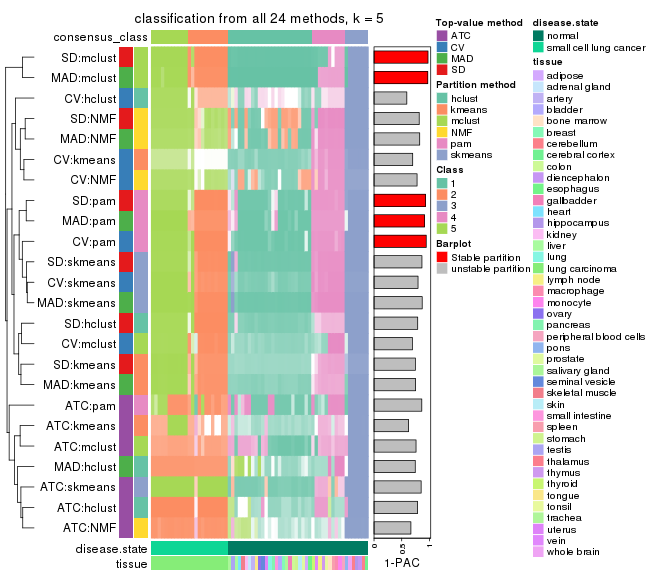 classification from all 24 methods, k = 5
consensus_class
SD:mclust
MAD:mclust
CV:hclust
SD:NMF
MAD:NMF
CV:kmeans
CV:NMF
SD:pam
MAD:pam
CV:pam
SD:skmeans
CV:skmeans
MAD:skmeans
SD:hclust
CV:mclust
SD:kmeans
MAD:kmeans
ATC:pam
ATC:kmeans
ATC:mclust
MAD:hclust
ATC:skmeans
ATC:hclust
ATC:NMF
disease.state
tissue
0
0.5
1
1-PAC
Top-value method
ATC
CV
MAD
SD
Partition method
hclust
kmeans
mclust
NMF
pam
skmeans
Class
1
2
3
4
5
Barplot
Stable partition
unstable partition
disease.state
normal
small cell lung cancer
tissue
adipose
adrenal gland
artery
bladder
bone marrow
breast
cerebellum
cerebral cortex
colon
diencephalon
esophagus
gallbladder
heart
hippocampus
kidney
liver
lung
lung carcinoma
lymph node
macrophage
monocyte
ovary
pancreas
peripheral blood cells
pons
prostate
salivary gland
seminal vesicle
skeletal muscle
skin
small intestine
spleen
stomach
testis
thalamus
thymus
thyroid
tongue
tonsil
trachea
uterus
vein
whole brain